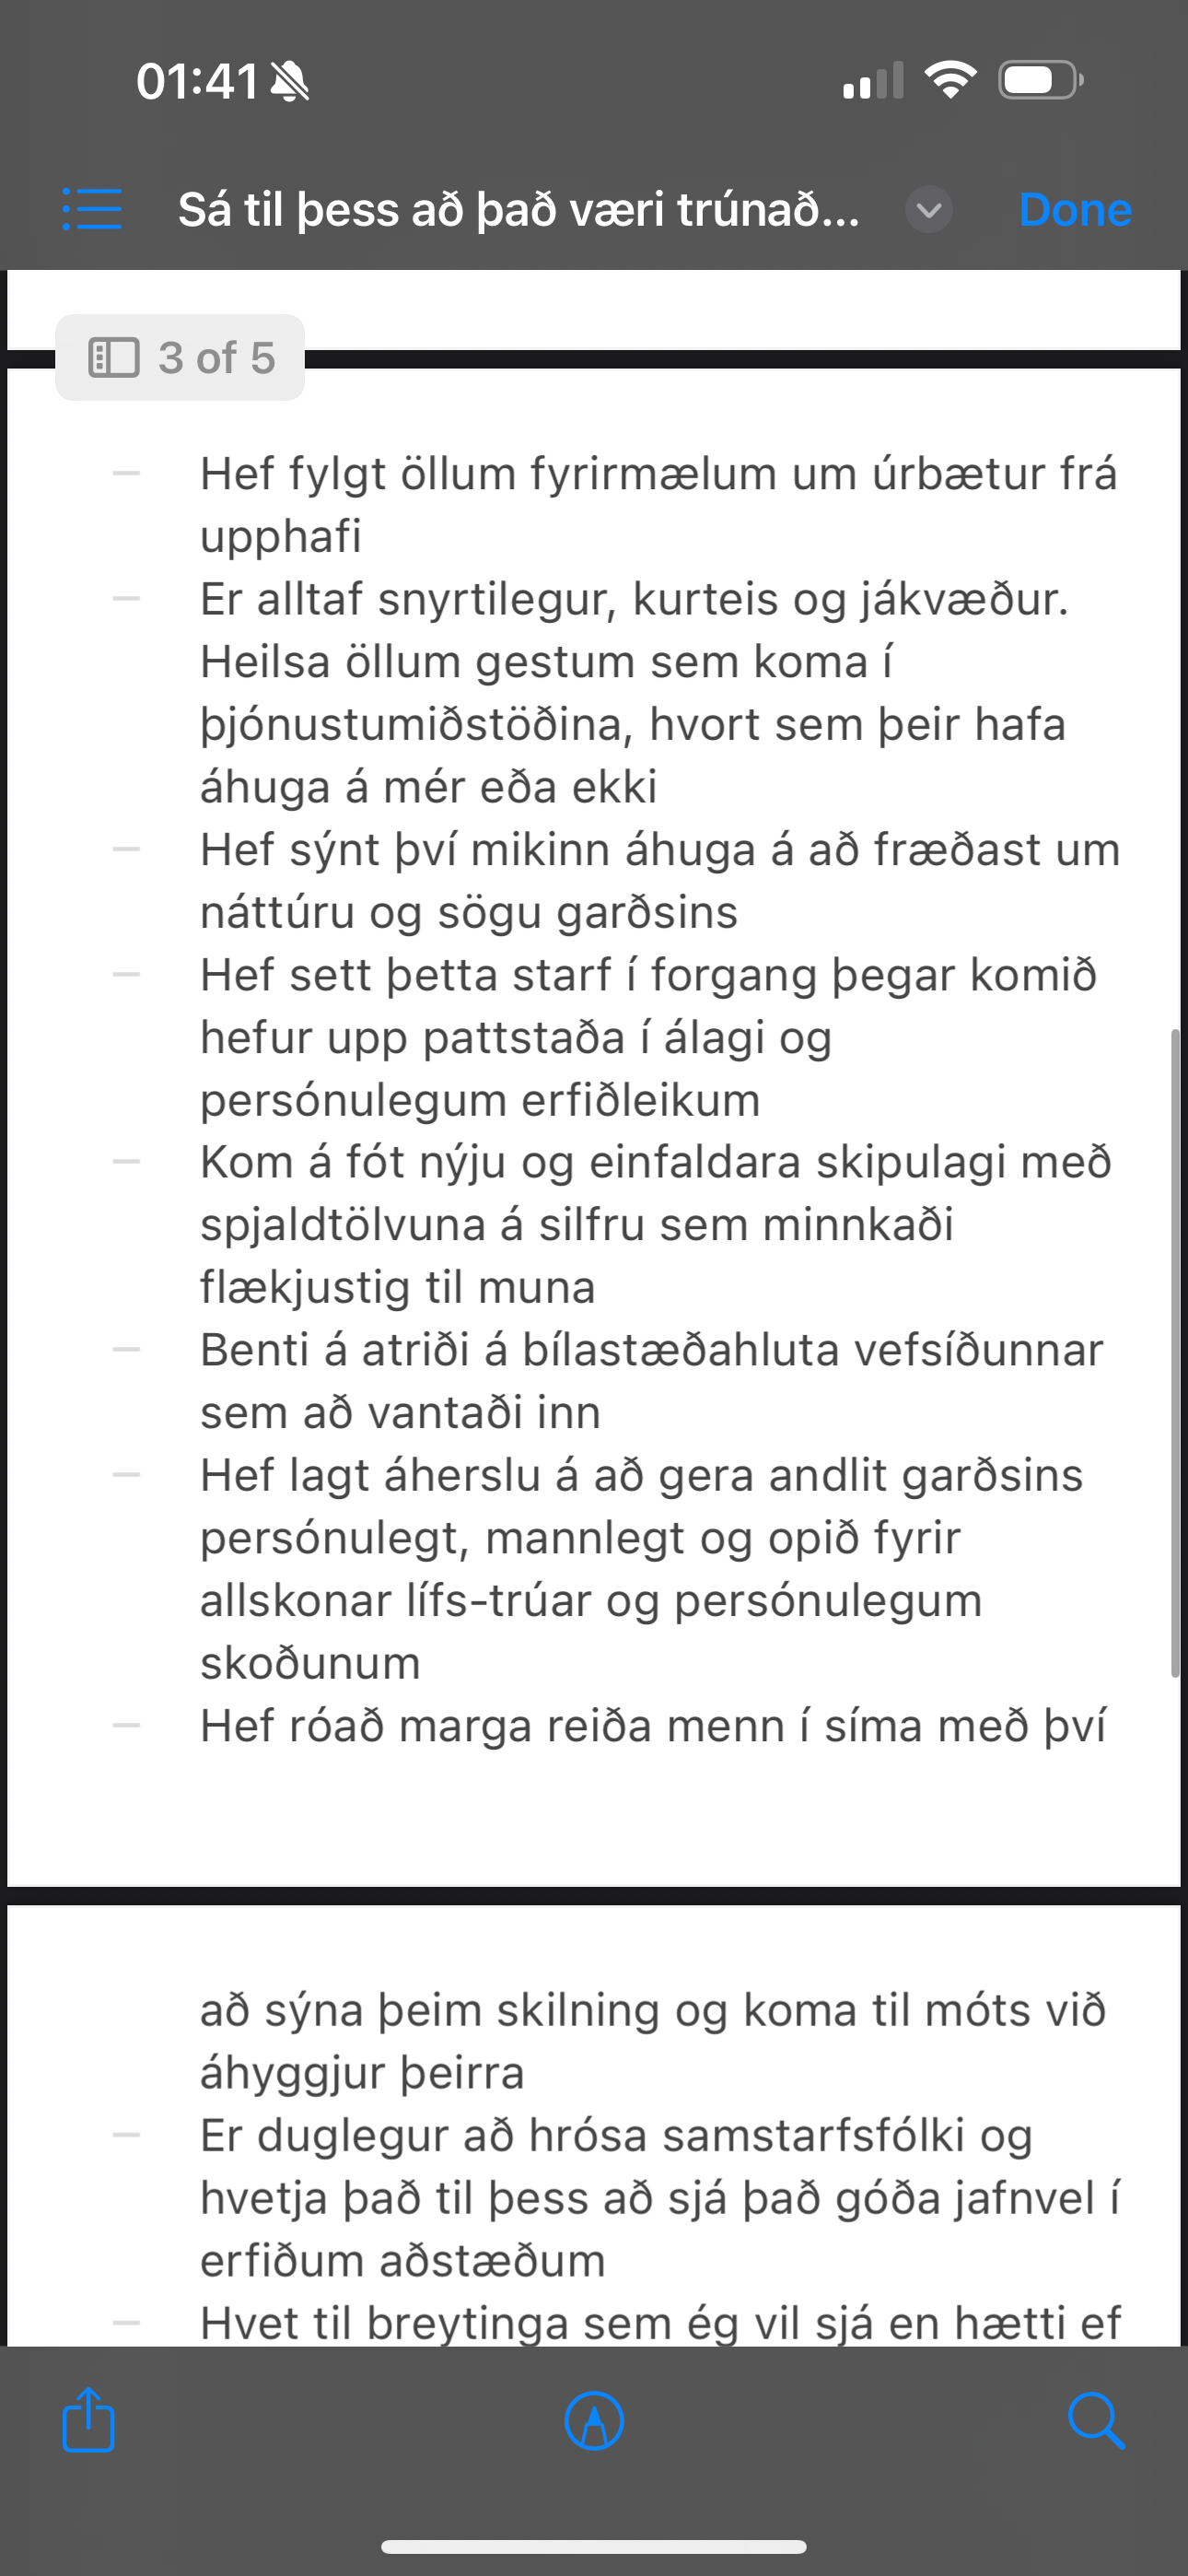 01:41
Sá til þess að það væri trúnað...
Done
3 of 5
– Hef fylgt öllum fyrirmælum um úrbætur frá
upphafi
– Er alltaf snyrtilegur, kurteis og jákvæður.
Heilsa öllum gestum sem koma í
þjónustumiðstöðina, hvort sem þeir hafa
áhuga á mér eða ekki
– Hef sýnt því mikinn áhuga á að fræðast um
náttúru og sögu garðsins
– Hef sett þetta starf í forgang þegar komið
hefur upp pattstaða í álagi og
persónulegum erfiðleikum
– Kom á fót nýju og einfaldara skipulagi með
spjaldtölvuna á silfru sem minnkaði
flækjustig til muna
– Benti á atriði á bílastæðahluta vefsíðunnar
sem að vantaði inn
– Hef lagt áherslu á að gera andlit garðsins
persónulegt, mannlegt og opið fyrir
allskonar lífs-trúar og persónulegum
skoðunum
– Hef róað marga reiða menn í síma með því
að sýna þeim skilning og koma til móts við
áhyggjur þeirra
– Er duglegur að hrósa samstarfsfólki og
hvetja það til þess að sjá það góða jafnvel í
erfiðum aðstæðum
– Hvet til breytinga sem ég vil sjá en hætti ef